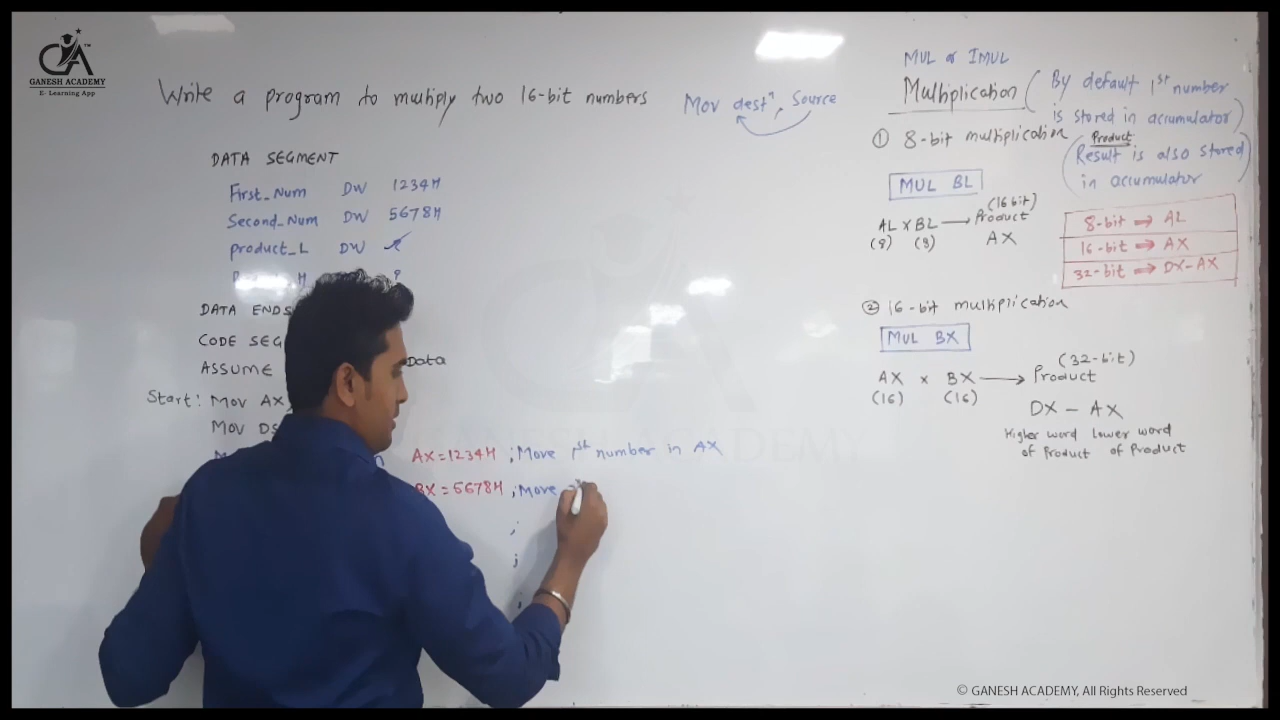 GANESH ACADEMY
E- Learning App
Write a program to multiply two 16-bit numbers
Mov destⁿ, Source
DATA SEGMENT
First_Num DW 1234H
Second_Num DW 5678H
product_L DW ?
?
DATA ENDS
CODE SEG
ASSUME Data
Start: Mov AX,
Mov DS
AX=1234H ;Move 1st number in AX
BX=5678H ;Move
;
;
MUL or IMUL
Multiplication (By default 1st number
is stored in accumulator)
① 8-bit multiplication
Product
(Result is also stored
in accumulator
MUL BL
(16 bit)
AL x BL → Product
(8) (8) AX
8-bit ⇒ AL
16-bit ⇒ AX
32-bit ⇒ DX-AX
② 16-bit multiplication
MUL BX
(32-bit)
AX x BX → Product
(16) (16)
DX - AX
Higher word lower word
of Product of Product
© GANESH ACADEMY, All Rights Reserved